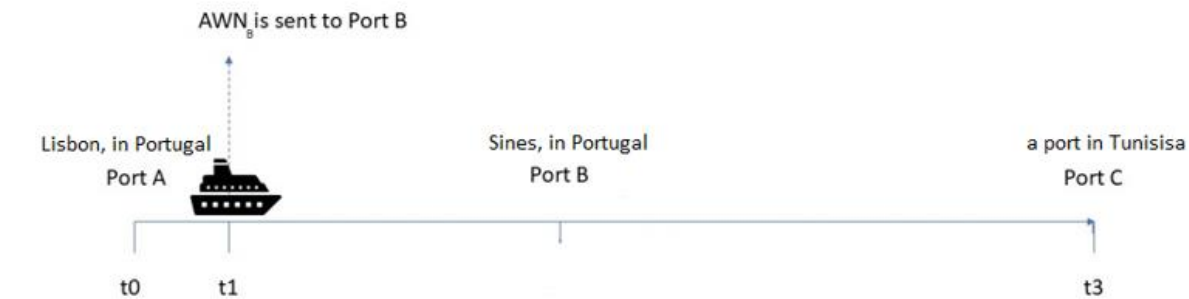 AWN B is sent to Port B
Lisbon, in Portugal
Port A
Sines, in Portugal
Port B
a port in Tunisisa
Port C
t0
t1
t3